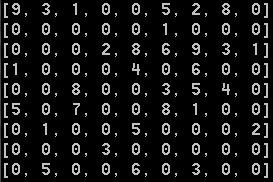 [9, 3, 1, 0, 0, 5, 2, 8, 0]
[0, 0, 0, 0, 0, 1, 0, 0, 0]
[0, 0, 0, 2, 8, 6, 9, 3, 1]
[1, 0, 0, 0, 4, 0, 6, 0, 0]
[0, 0, 8, 0, 0, 3, 5, 4, 0]
[5, 0, 7, 0, 0, 8, 1, 0, 0]
[0, 1, 0, 0, 5, 0, 0, 0, 2]
[0, 0, 0, 3, 0, 0, 0, 0, 0]
[0, 5, 0, 0, 6, 0, 3, 0, 0]